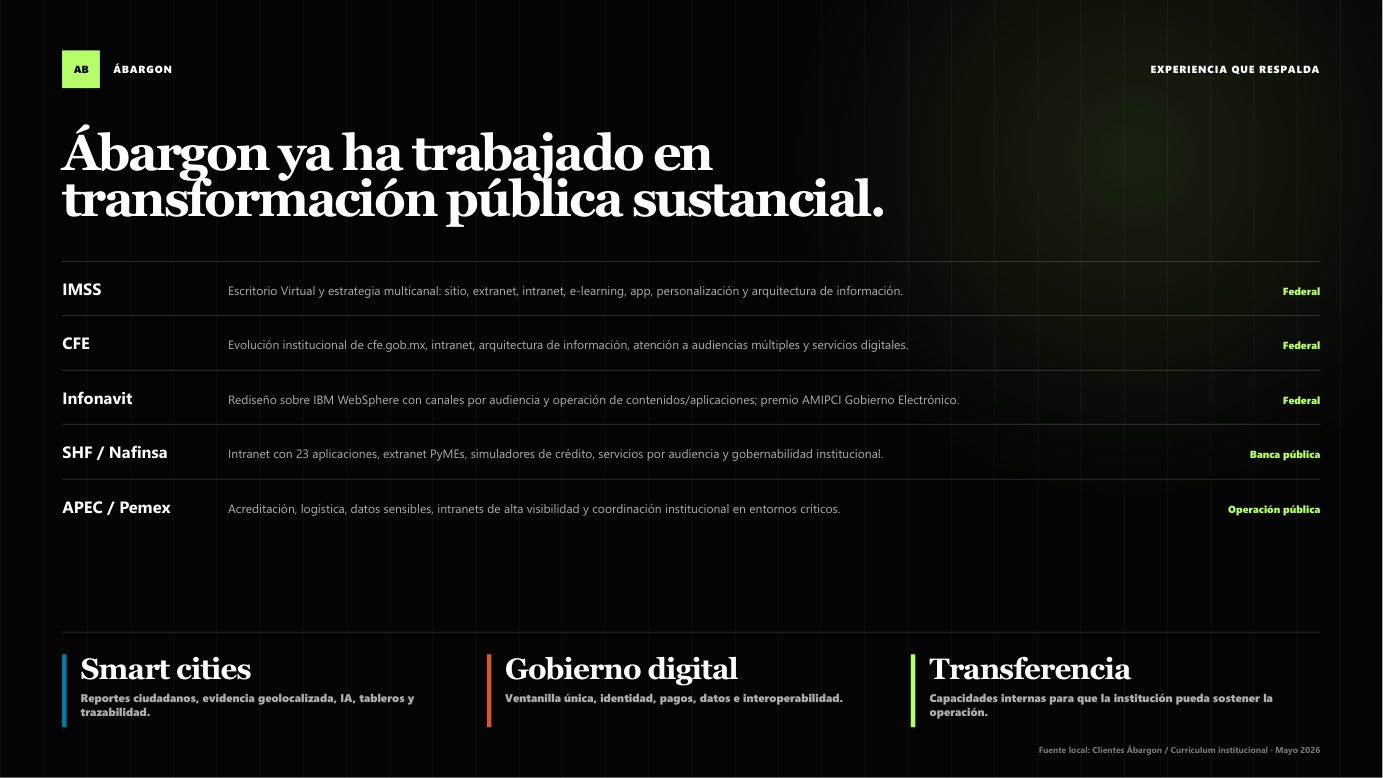 AB
ÁBARGON
EXPERIENCIA QUE RESPALDA
Ábargon ya ha trabajado en
transformación pública sustancial.
IMSS
Escritorio Virtual y estrategia multicanal: sitio, extranet, intranet, e-learning, app, personalización y arquitectura de información.
Federal
CFE
Evolución institucional de cfe.gob.mx, intranet, arquitectura de información, atención a audiencias múltiples y servicios digitales.
Federal
Infonavit
Rediseño sobre IBM WebSphere con canales por audiencia y operación de contenidos/aplicaciones; premio AMIPCI Gobierno Electrónico.
Federal
SHF / Nafinsa
Intranet con 23 aplicaciones, extranet PyMEs, simuladores de crédito, servicios por audiencia y gobernabilidad institucional.
Banca pública
APEC / Pemex
Acreditación, logística, datos sensibles, intranets de alta visibilidad y coordinación institucional en entornos críticos.
Operación pública
Smart cities
Reportes ciudadanos, evidencia geolocalizada, IA, tableros y
trazabilidad.
Gobierno digital
Ventanilla única, identidad, pagos, datos e interoperabilidad.
Transferencia
Capacidades internas para que la institución pueda sostener la
operación.
Fuente local: Clientes Ábargon / Curriculum institucional · Mayo 2026